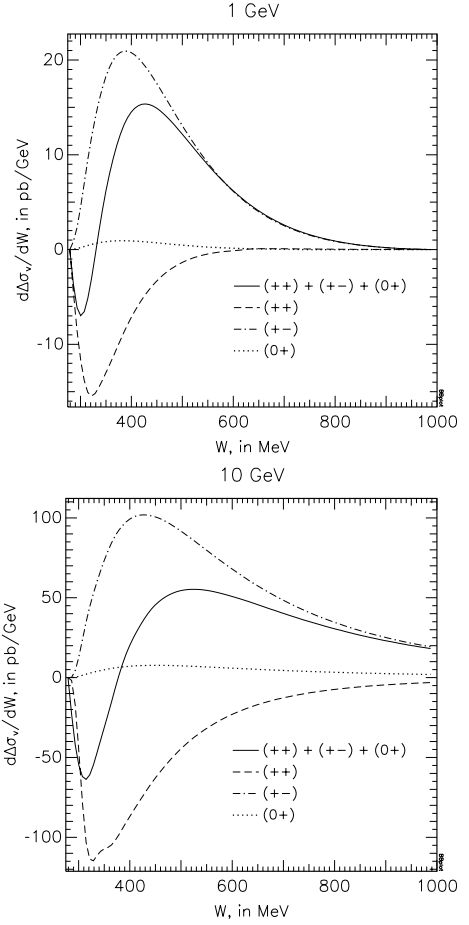 1 GeV
20
10
0
-10
dΔσᵥ/dW, in pb/GeV
(++) + (+-) + (0+)
(++)
(+-)
(0+)
400
600
800
1000
W, in MeV
10 GeV
100
50
0
-50
-100
dΔσᵥ/dW, in pb/GeV
(++) + (+-) + (0+)
(++)
(+-)
(0+)
400
600
800
1000
W, in MeV